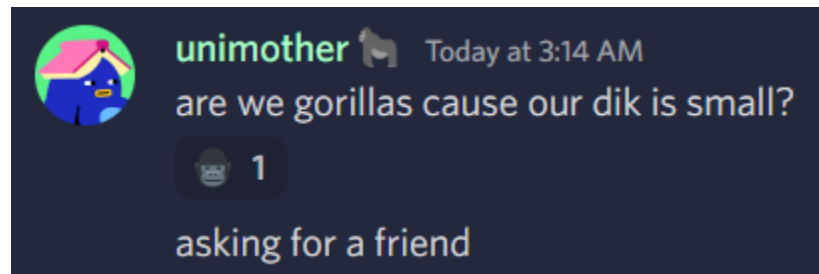 unimother 🦍 Today at 3:14 AM
are we gorillas cause our dik is small?
🦍 1
asking for a friend